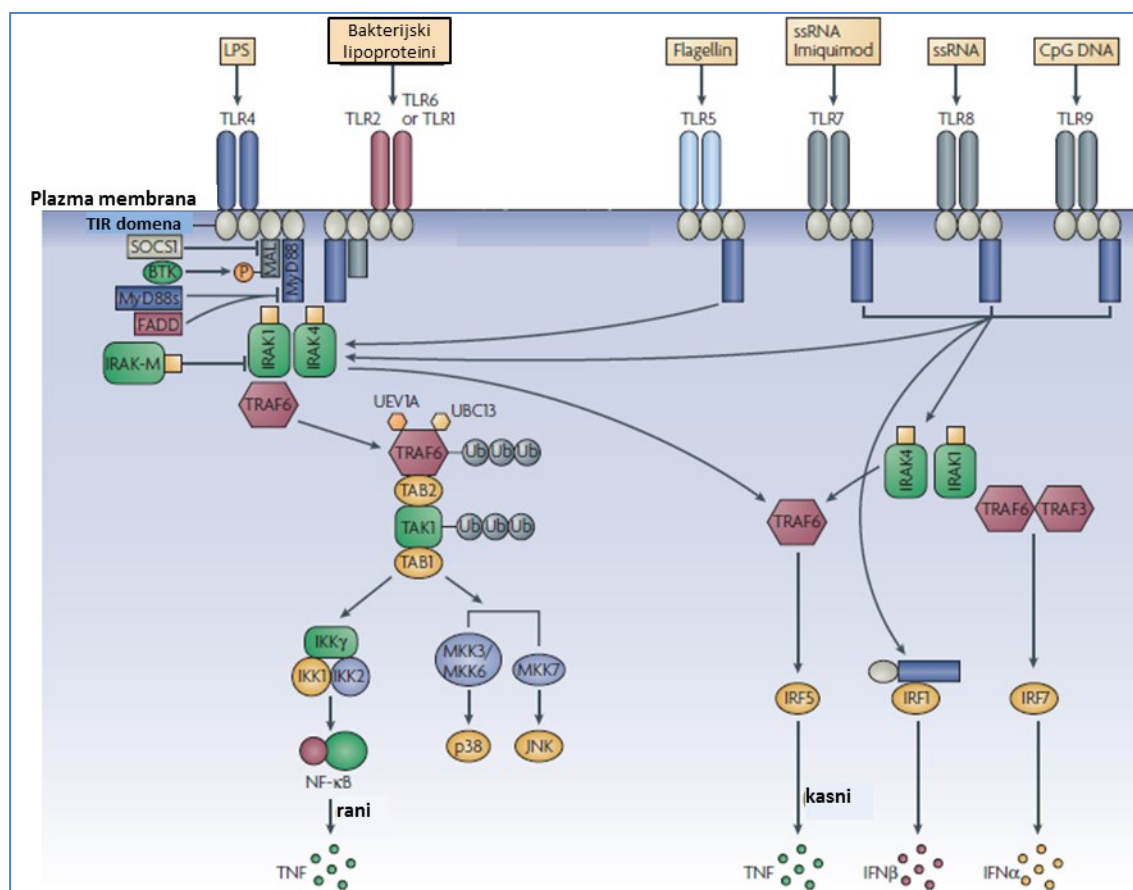 LPS
Bakterijski
lipoproteini
Flagellin
ssRNA
Imiquimod
ssRNA
CpG DNA
TLR4
TLR2
TLR6
or TLR1
TLR5
TLR7
TLR8
TLR9
Plazma membrana
TIR domena
SOCS1
BTK
P
MAL
MyD88
MyD88s
FADD
IRAK-M
IRAK1
IRAK4
TRAF6
UEV1A
UBC13
TRAF6
Ub Ub Ub
TAB2
TAK1
Ub Ub Ub
TAB1
IRAK4
IRAK1
TRAF6
TRAF6
TRAF3
IKKγ
IKK1
IKK2
MKK3/
MKK6
MKK7
IRF5
IRF1
IRF7
p38
JNK
NF-κB
rani
kasni
TNF
TNF
IFNβ
IFNα